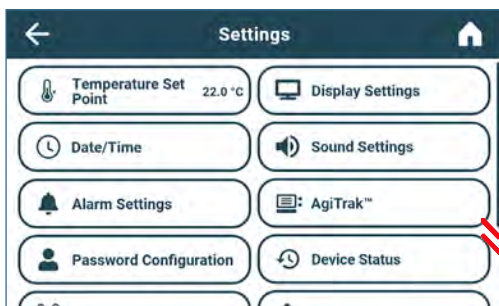 Settings
Temperature Set
Point
22.0 °C
Display Settings
Date/Time
Sound Settings
Alarm Settings
AgiTrak™
Password Configuration
Device Status